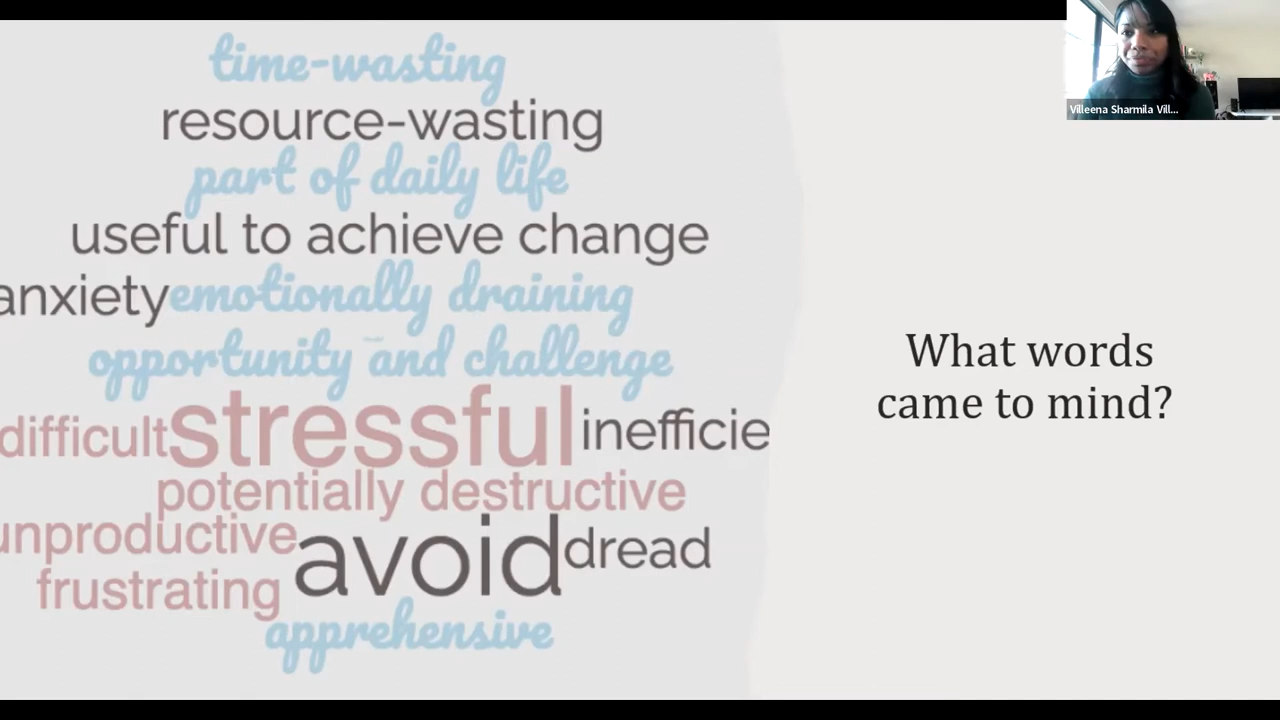 time-wasting
resource-wasting
part of daily life
useful to achieve change
anxiety emotionally draining
opportunity and challenge
difficult stressful inefficie
potentially destructive
unproductive avoid dread
frustrating
apprehensive
What words
came to mind?
Villeena Sharmila Vill...